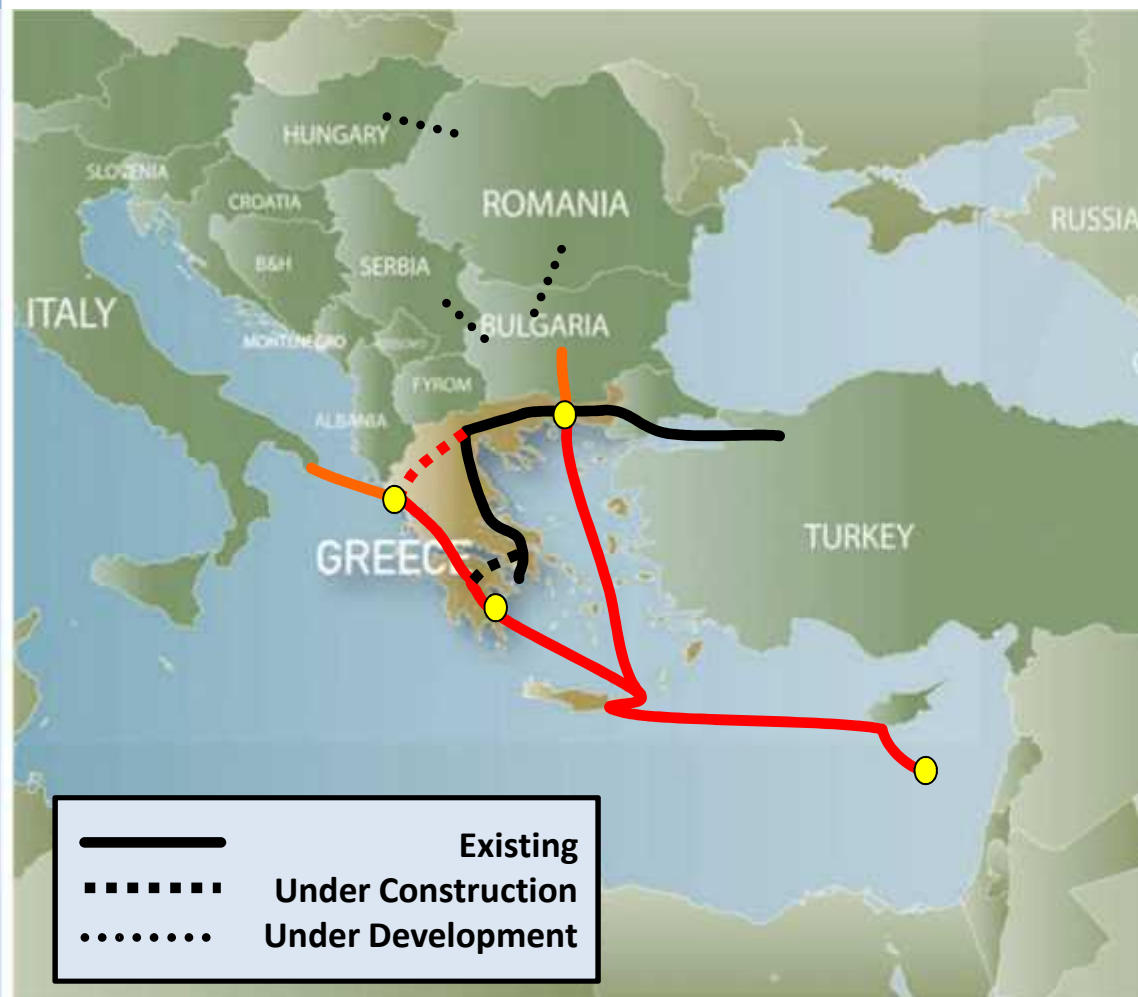 HUNGARY
SLOVENIA
CROATIA
ROMANIA
RUSSIA
B&H
SERBIA
ITALY
BULGARIA
MONTENEGRO
FYROM
ALBANIA
TURKEY
GREECE
Existing
Under Construction
Under Development